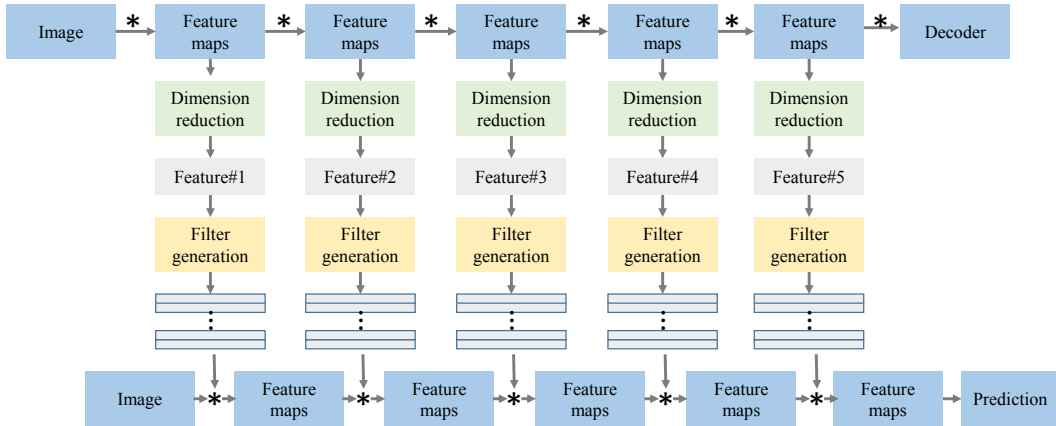 Image * Feature maps * Feature maps * Feature maps * Feature maps * Feature maps * Decoder
Dimension reduction Dimension reduction Dimension reduction Dimension reduction Dimension reduction
Feature#1 Feature#2 Feature#3 Feature#4 Feature#5
Filter generation Filter generation Filter generation Filter generation Filter generation
Image * Feature maps * Feature maps * Feature maps * Feature maps * Feature maps Prediction